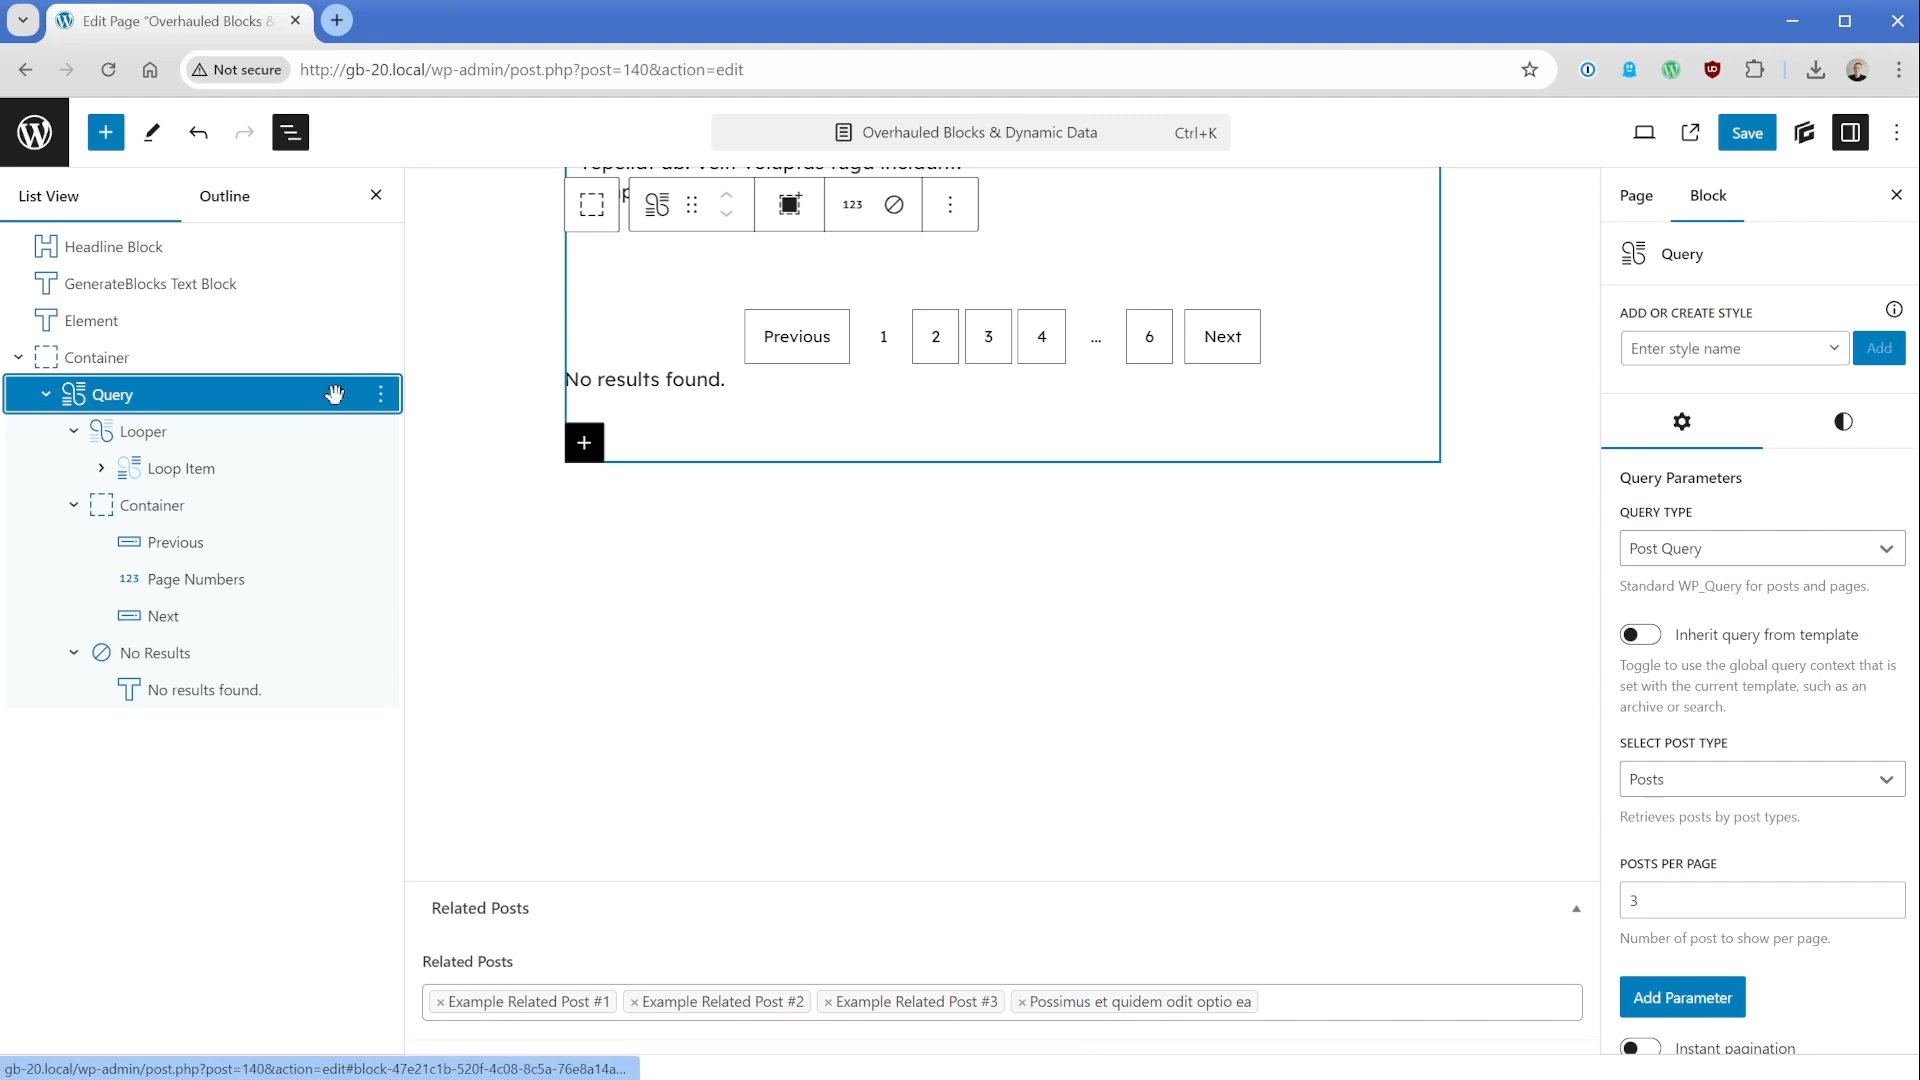 Edit Page "Overhauled Blocks &
Not secure
http://gb-20.local/wp-admin/post.php?post=140&action=edit
Overhauled Blocks & Dynamic Data
Ctrl+K
Save
List View
Outline
Page
Block
Headline Block
GenerateBlocks Text Block
Element
Container
Query
Looper
Loop Item
Container
Previous
123 Page Numbers
Next
No Results
No results found.
123
Previous
1
2
3
4
...
6
Next
No results found.
Related Posts
Related Posts
× Example Related Post #1
× Example Related Post #2
× Example Related Post #3
× Possimus et quidem odit optio ea
Query
ADD OR CREATE STYLE
Enter style name
Add
Query Parameters
QUERY TYPE
Post Query
Standard WP_Query for posts and pages.
Inherit query from template
Toggle to use the global query context that is
set with the current template, such as an
archive or search.
SELECT POST TYPE
Posts
Retrieves posts by post types.
POSTS PER PAGE
3
Number of post to show per page.
Add Parameter
Instant pagination
gb-20.local/wp-admin/post.php?post=140&action=edit#block-47e21c1b-520f-4c08-8c5a-76e8a14a...